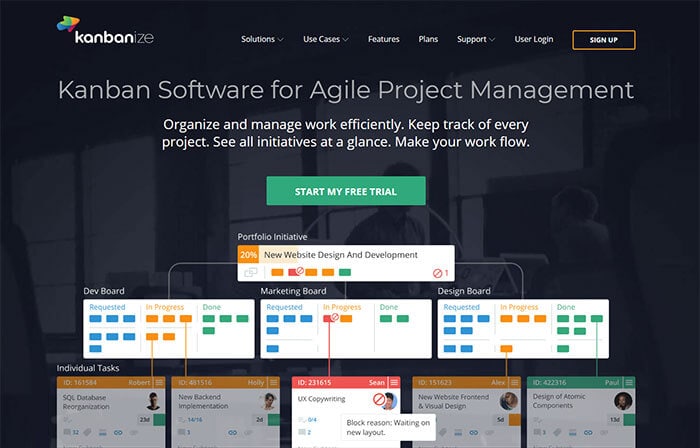 kanbanize
Solutions Use Cases Features Plans Support User Login SIGN UP
Kanban Software for Agile Project Management
Organize and manage work efficiently. Keep track of every
project. See all initiatives at a glance. Make your work flow.
START MY FREE TRIAL
Portfolio Initiative
20% New Website Design And Development
1
Dev Board Marketing Board Design Board
Requested In Progress Done Requested In Progress Done Requested In Progress Done
Individual Tasks
ID: 161584 Robert ID: 481516 Holly ID: 231615 Sean ID: 151623 Alex ID: 422316 Paul
SQL Database New Backend UX Copywriting New Website Frontend Design of Atomic
Reorganization Implementation & Visual Design Components
23d 14/16 2d 0/4 13d
Block reason: Waiting on
new layout.